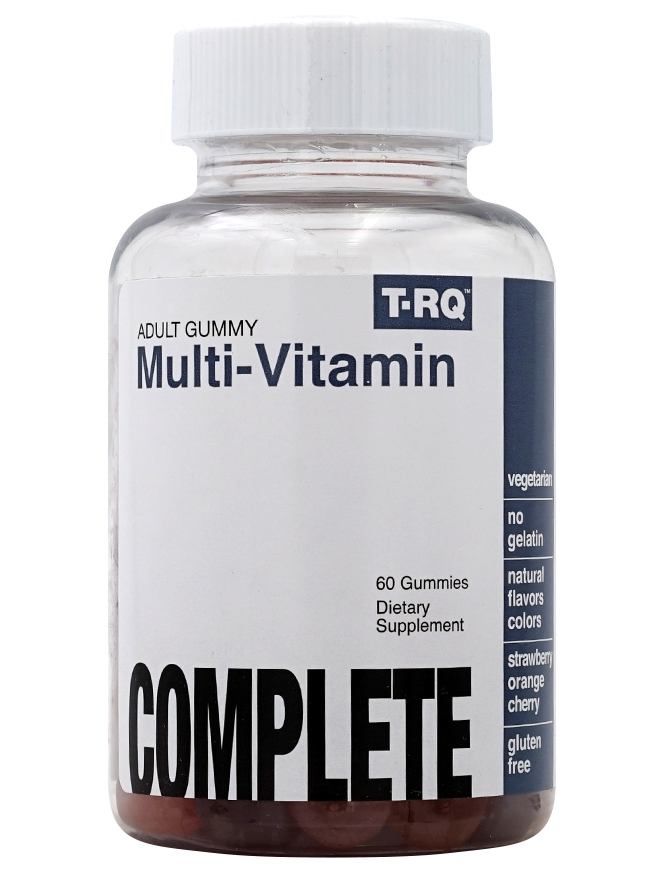 T-RQ™
ADULT GUMMY
Multi-Vitamin
60 Gummies
Dietary
Supplement
COMPLETE
vegetarian
no
gelatin
natural
flavors
colors
strawberry
orange
cherry
gluten
free